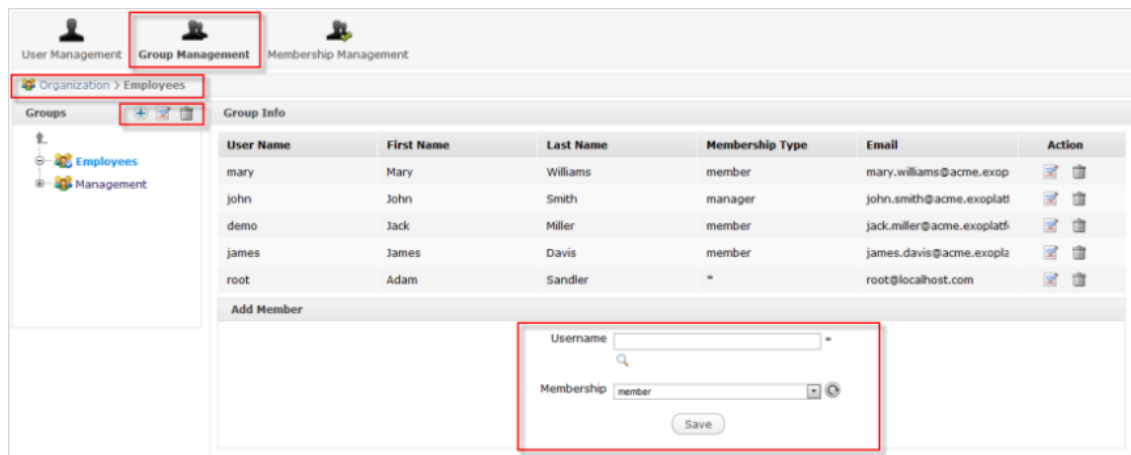 User Management Group Management Membership Management
Organization > Employees
Groups
Employees
Management
Group Info
User Name First Name Last Name Membership Type Email Action
mary Mary Williams member mary.williams@acme.exop
john John Smith manager john.smith@acme.exoplatf
demo Jack Miller member jack.miller@acme.exoplatf
james James Davis member james.davis@acme.exopla
root Adam Sandler * root@localhost.com
Add Member
Username *
Membership member
Save